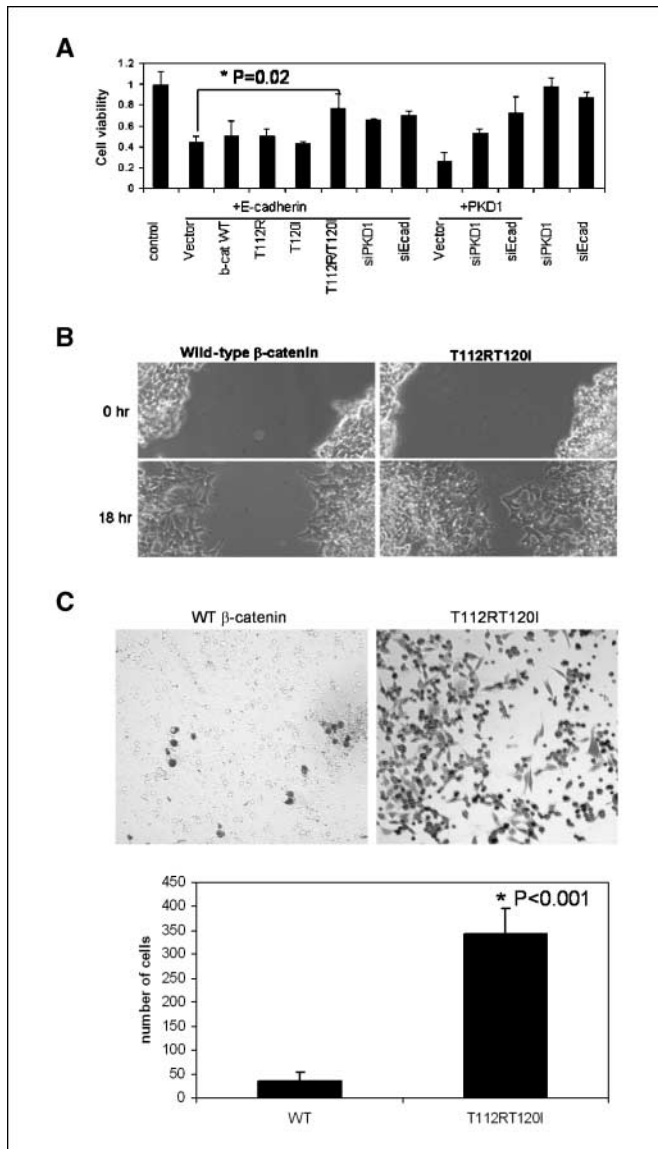 A
1.2
1
0.8
0.6
0.4
0.2
0
Cell viability
* P=0.02
+E-cadherin
+PKD1
control
Vector
b-cat WT
T112R
T120I
T112R/T120I
siPKD1
siEcad
Vector
siPKD1
siEcad
siPKD1
siEcad
B
Wild-type β-catenin
T112RT120I
0 hr
18 hr
C
WT β-catenin
T112RT120I
450
400
350
300
250
200
150
100
50
0
number of cells
* P<0.001
WT
T112RT120I